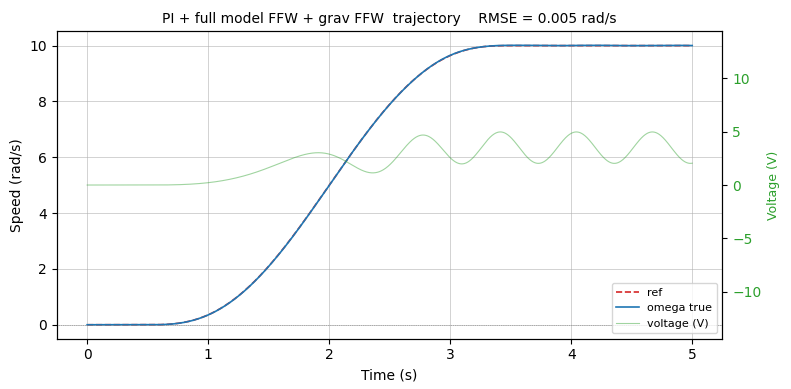 PI + full model FFW + grav FFW  trajectory    RMSE = 0.005 rad/s
Speed (rad/s)
10
8
6
4
2
0
10
5
0
−5
−10
Voltage (V)
ref
omega true
voltage (V)
0 1 2 3 4 5
Time (s)